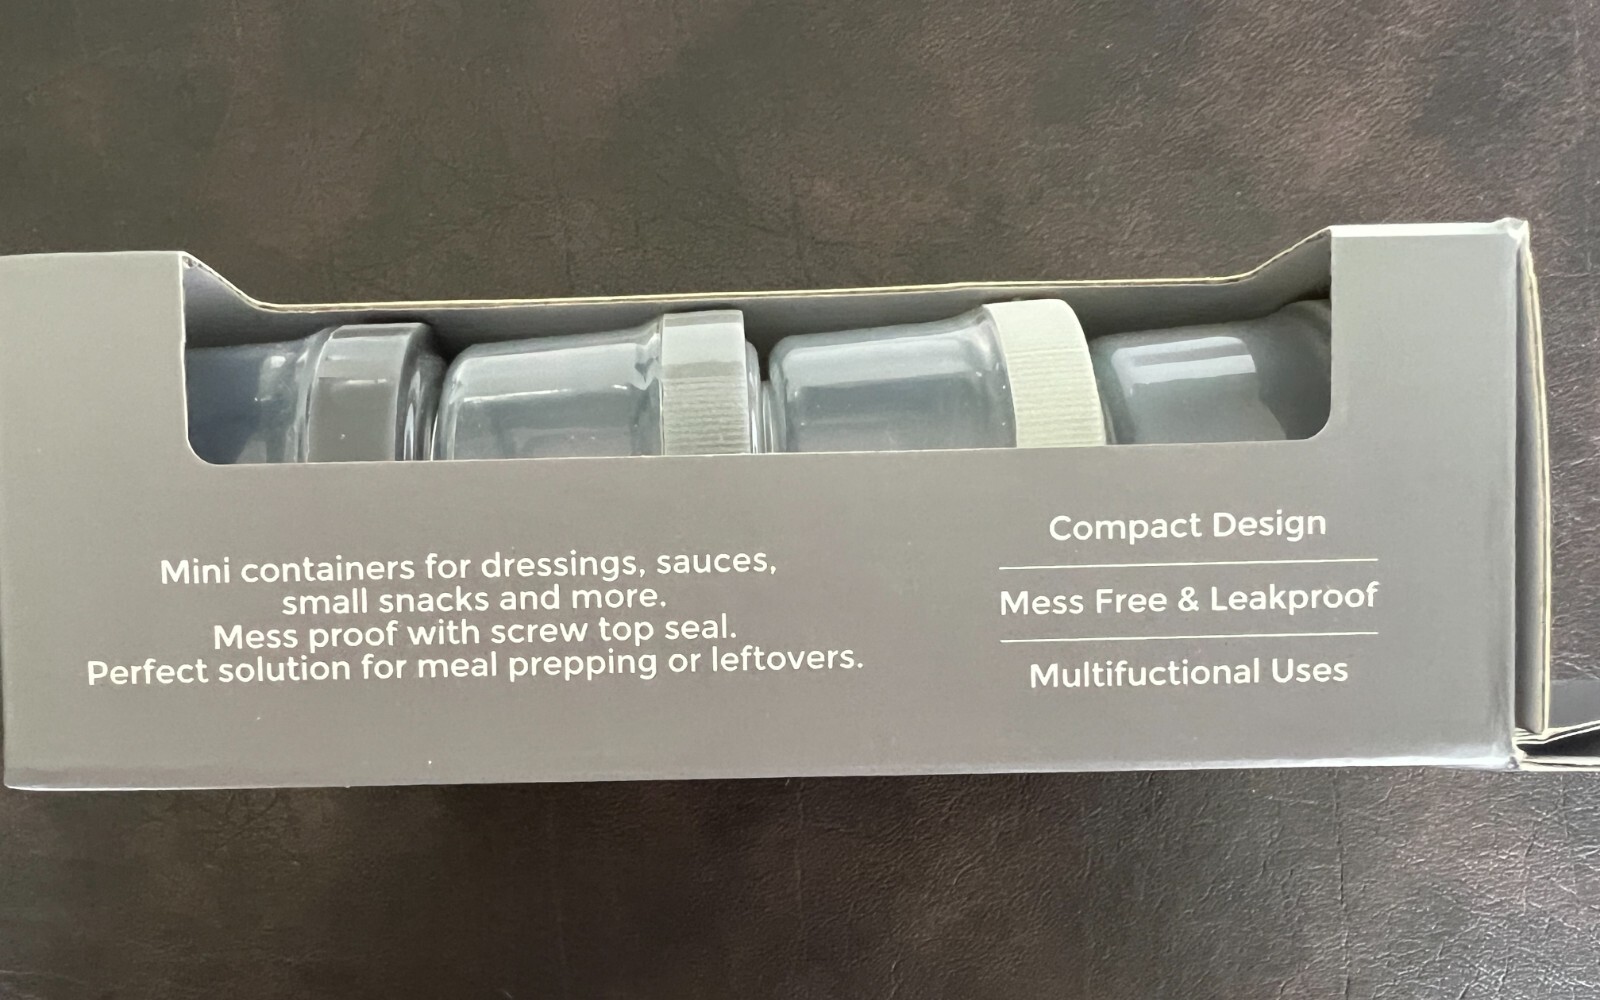 Mini containers for dressings, sauces,
small snacks and more.
Mess proof with screw top seal.
Perfect solution for meal prepping or leftovers.
Compact Design
Mess Free & Leakproof
Multifuctional Uses